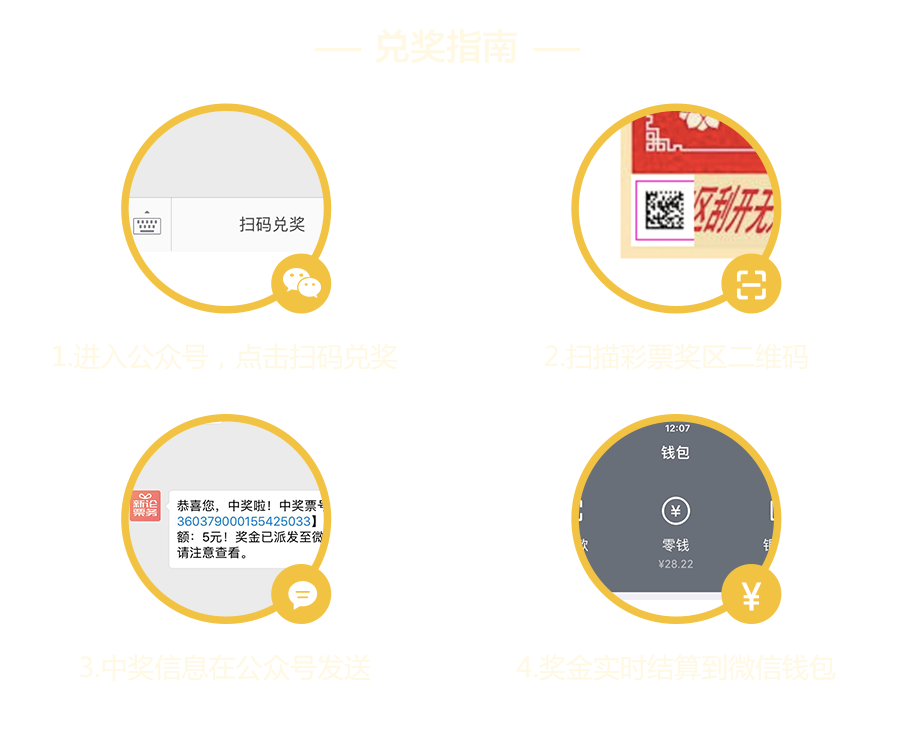 兑奖指南
扫码兑奖
区刮开无
1.进入公众号，点击扫码兑奖
2.扫描彩票奖区二维码
新论
票务
恭喜您，中奖啦！中奖票号
360379000155425033】
额：5元！奖金已派发至微
请注意查看。
12:07
钱包
¥
零钱
¥28.22
¥
3.中奖信息在公众号发送
4.奖金实时结算到微信钱包